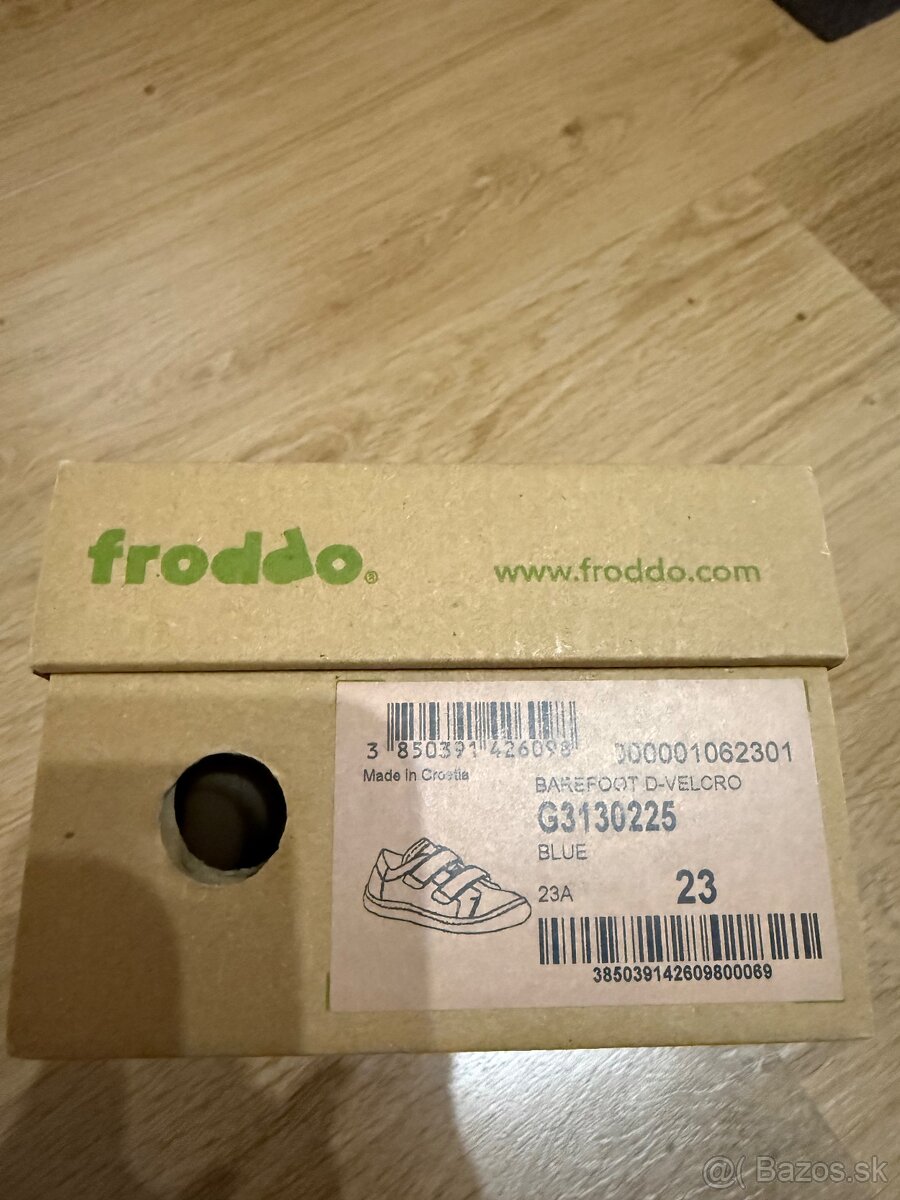 froddo®
www.froddo.com
3 850391 426098
000001062301
Made in Croatia
BAREFOOT D-VELCRO
G3130225
BLUE
23A
23
38503914260980​0069
@( Bazos.sk